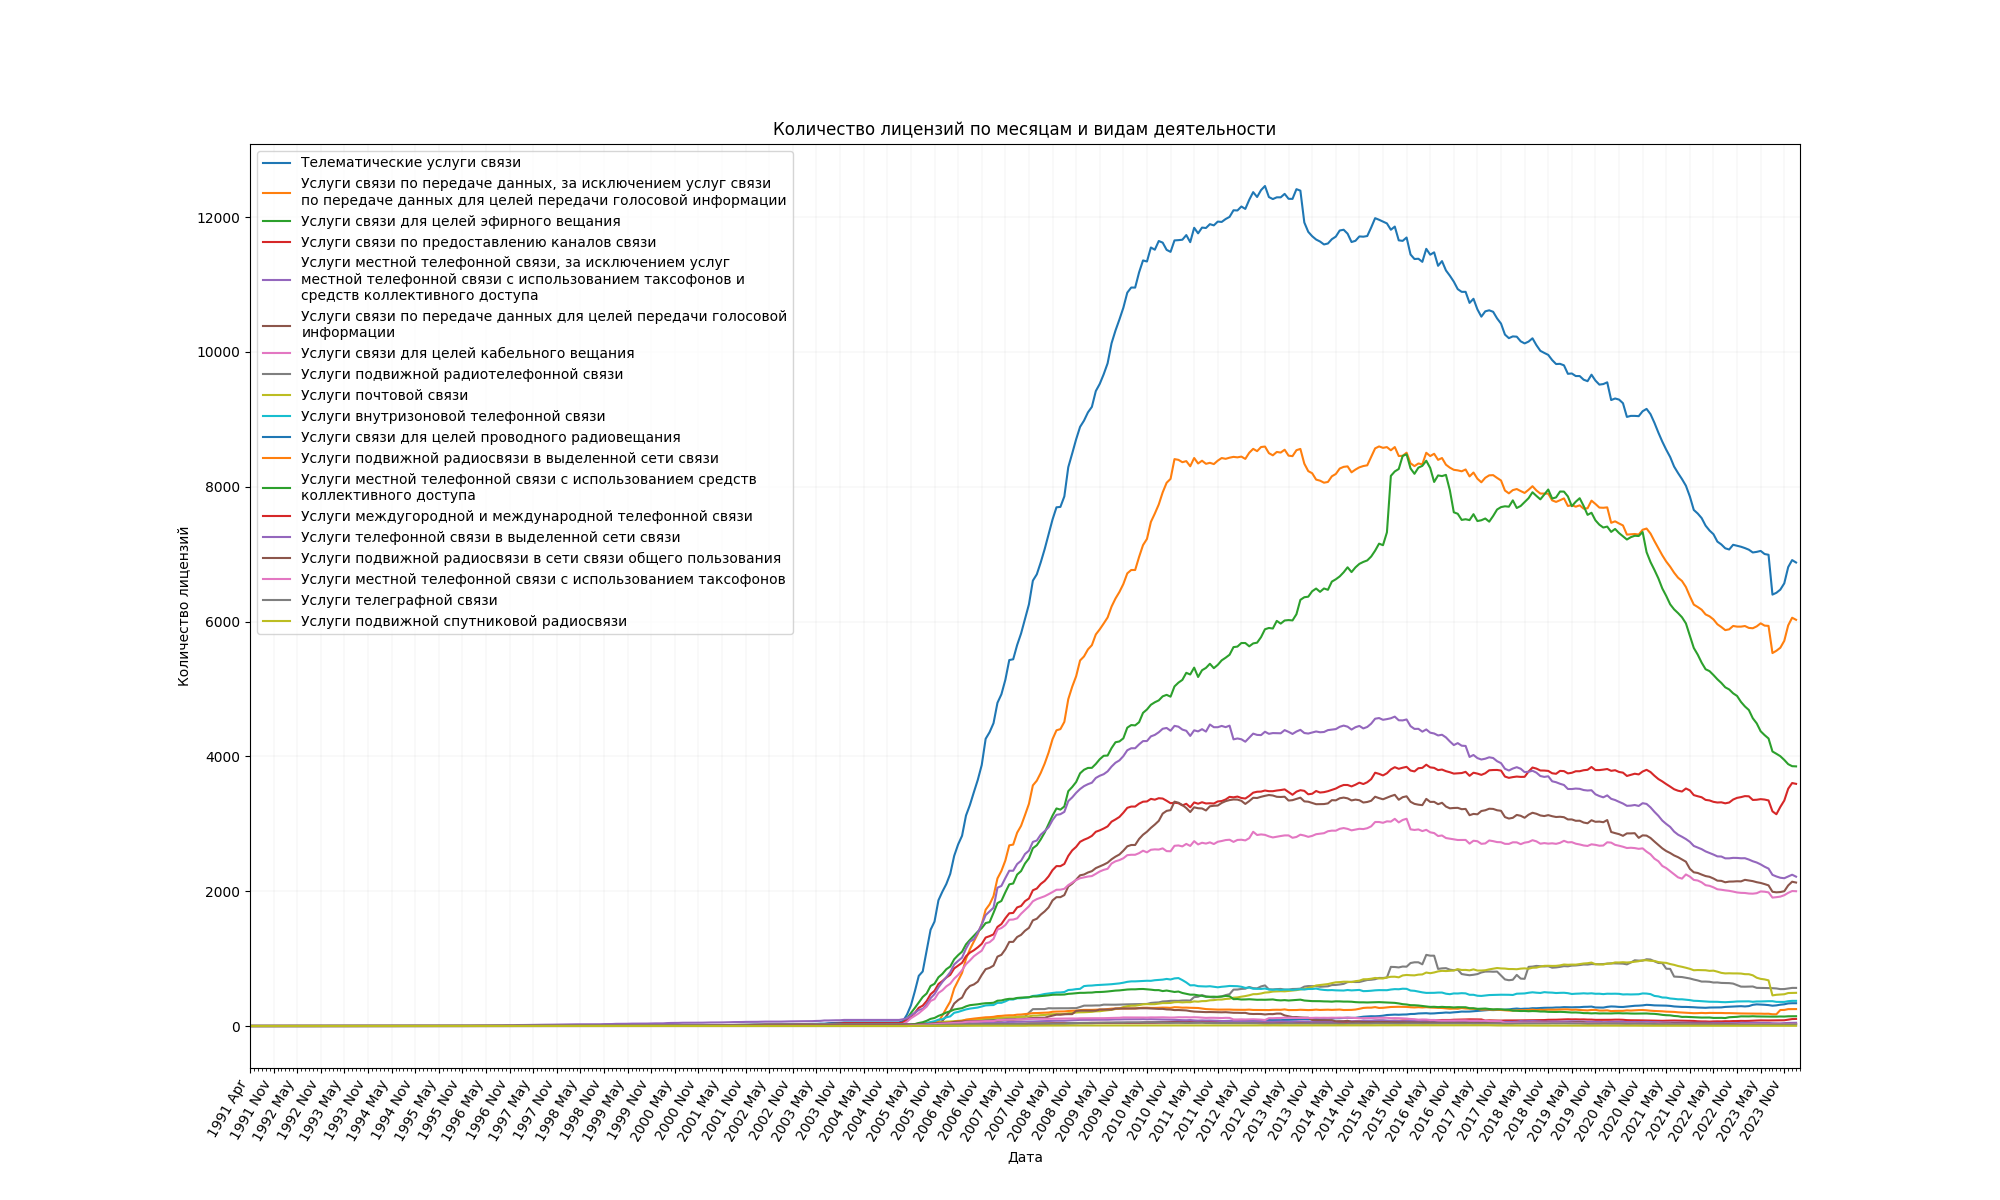 Количество лицензий по месяцам и видам деятельности
Телематические услуги связи
Услуги связи по передаче данных, за исключением услуг связи
по передаче данных для целей передачи голосовой информации
Услуги связи для целей эфирного вещания
Услуги связи по предоставлению каналов связи
Услуги местной телефонной связи, за исключением услуг
местной телефонной связи с использованием таксофонов и
средств коллективного доступа
Услуги связи по передаче данных для целей передачи голосовой
информации
Услуги связи для целей кабельного вещания
Услуги подвижной радиотелефонной связи
Услуги почтовой связи
Услуги внутризоновой телефонной связи
Услуги связи для целей проводного радиовещания
Услуги подвижной радиосвязи в выделенной сети связи
Услуги местной телефонной связи с использованием средств
коллективного доступа
Услуги междугородной и международной телефонной связи
Услуги телефонной связи в выделенной сети связи
Услуги подвижной радиосвязи в сети связи общего пользования
Услуги местной телефонной связи с использованием таксофонов
Услуги телеграфной связи
Услуги подвижной спутниковой радиосвязи
Количество лицензий
12000
10000
8000
6000
4000
2000
0
1991 Apr
1991 Nov
1992 May
1992 Nov
1993 May
1993 Nov
1994 May
1994 Nov
1995 May
1995 Nov
1996 May
1996 Nov
1997 May
1997 Nov
1998 May
1998 Nov
1999 May
1999 Nov
2000 May
2000 Nov
2001 May
2001 Nov
2002 May
2002 Nov
2003 May
2003 Nov
2004 May
2004 Nov
2005 May
2005 Nov
2006 May
2006 Nov
2007 May
2007 Nov
2008 May
2008 Nov
2009 May
2009 Nov
2010 May
2010 Nov
2011 May
2011 Nov
2012 May
2012 Nov
2013 May
2013 Nov
2014 May
2014 Nov
2015 May
2015 Nov
2016 May
2016 Nov
2017 May
2017 Nov
2018 May
2018 Nov
2019 May
2019 Nov
2020 May
2020 Nov
2021 May
2021 Nov
2022 May
2022 Nov
2023 May
2023 Nov
Дата